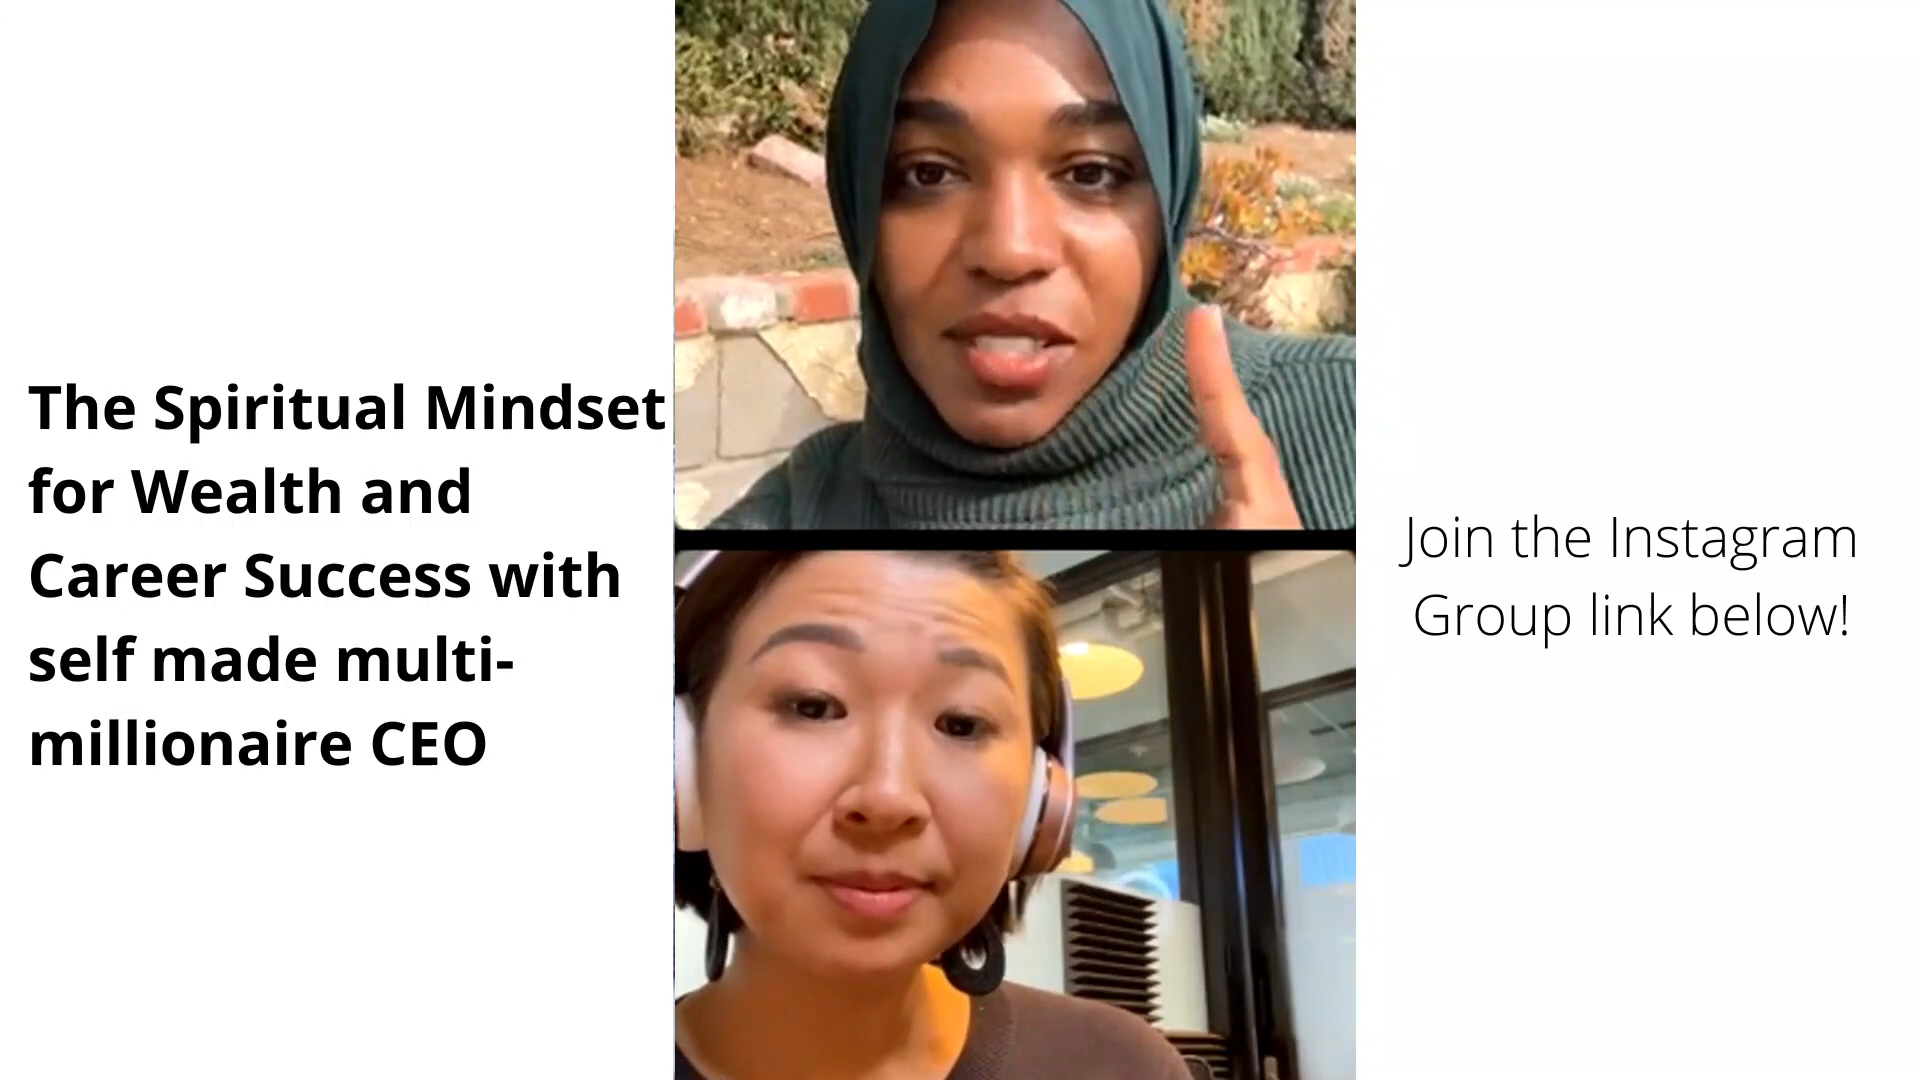 The Spiritual Mindset
for Wealth and
Career Success with
self made multi-
millionaire CEO
Join the Instagram
Group link below!